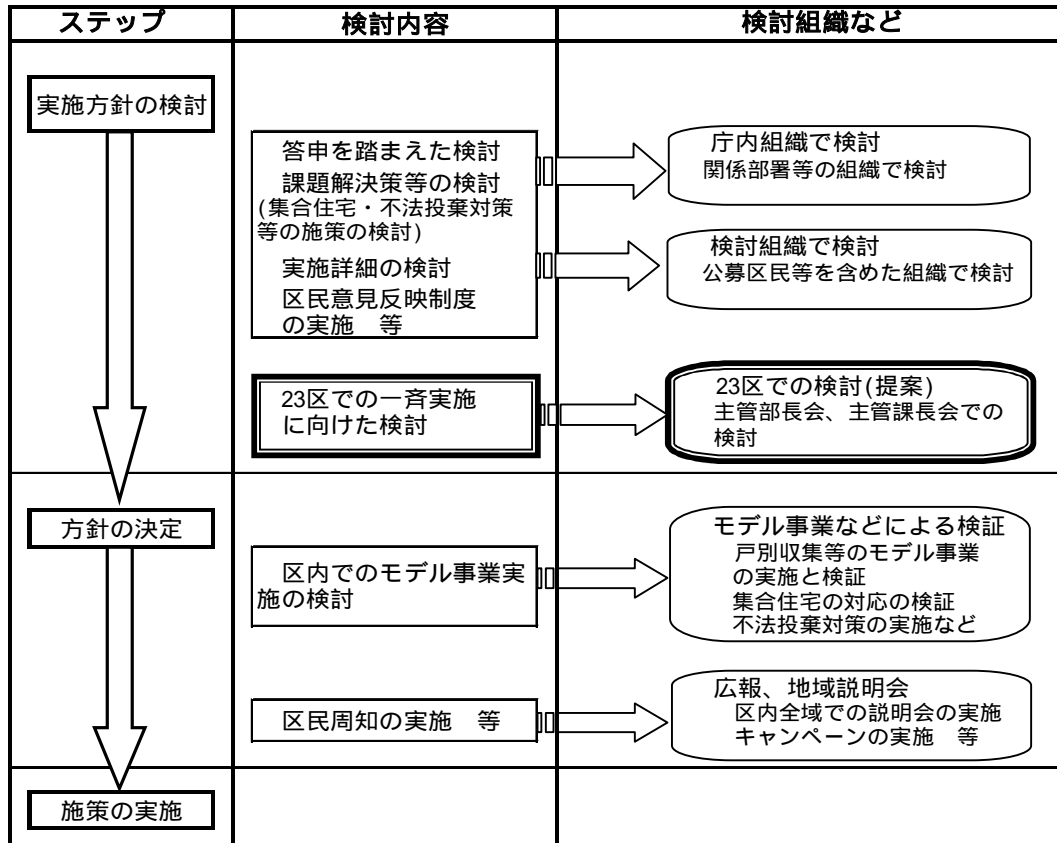 ステップ
検討内容
検討組織など
実施方針の検討
答申を踏まえた検討
課題解決策等の検討
(集合住宅・不法投棄対策
等の施策の検討)
実施詳細の検討
区民意見反映制度
の実施　等
庁内組織で検討
関係部署等の組織で検討
検討組織で検討
公募区民等を含めた組織で検討
23区での一斉実施
に向けた検討
23区での検討(提案)
主管部長会、主管課長会での
検討
方針の決定
区内でのモデル事業実
施の検討
モデル事業などによる検証
戸別収集等のモデル事業
の実施と検証
集合住宅の対応の検証
不法投棄対策の実施など
区民周知の実施　等
広報、地域説明会
区内全域での説明会の実施
キャンペーンの実施　等
施策の実施